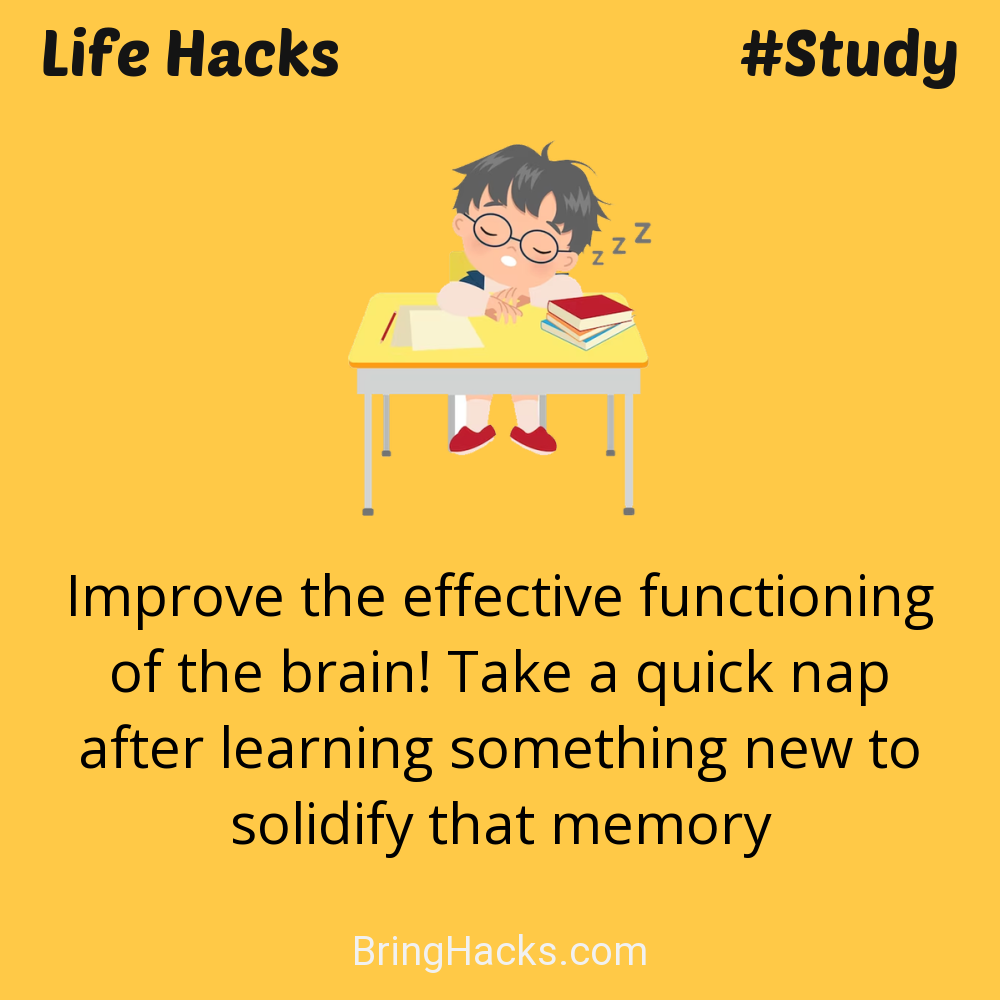 Life Hacks
#Study
z z z
Improve the effective functioning
of the brain! Take a quick nap
after learning something new to
solidify that memory
BringHacks.com